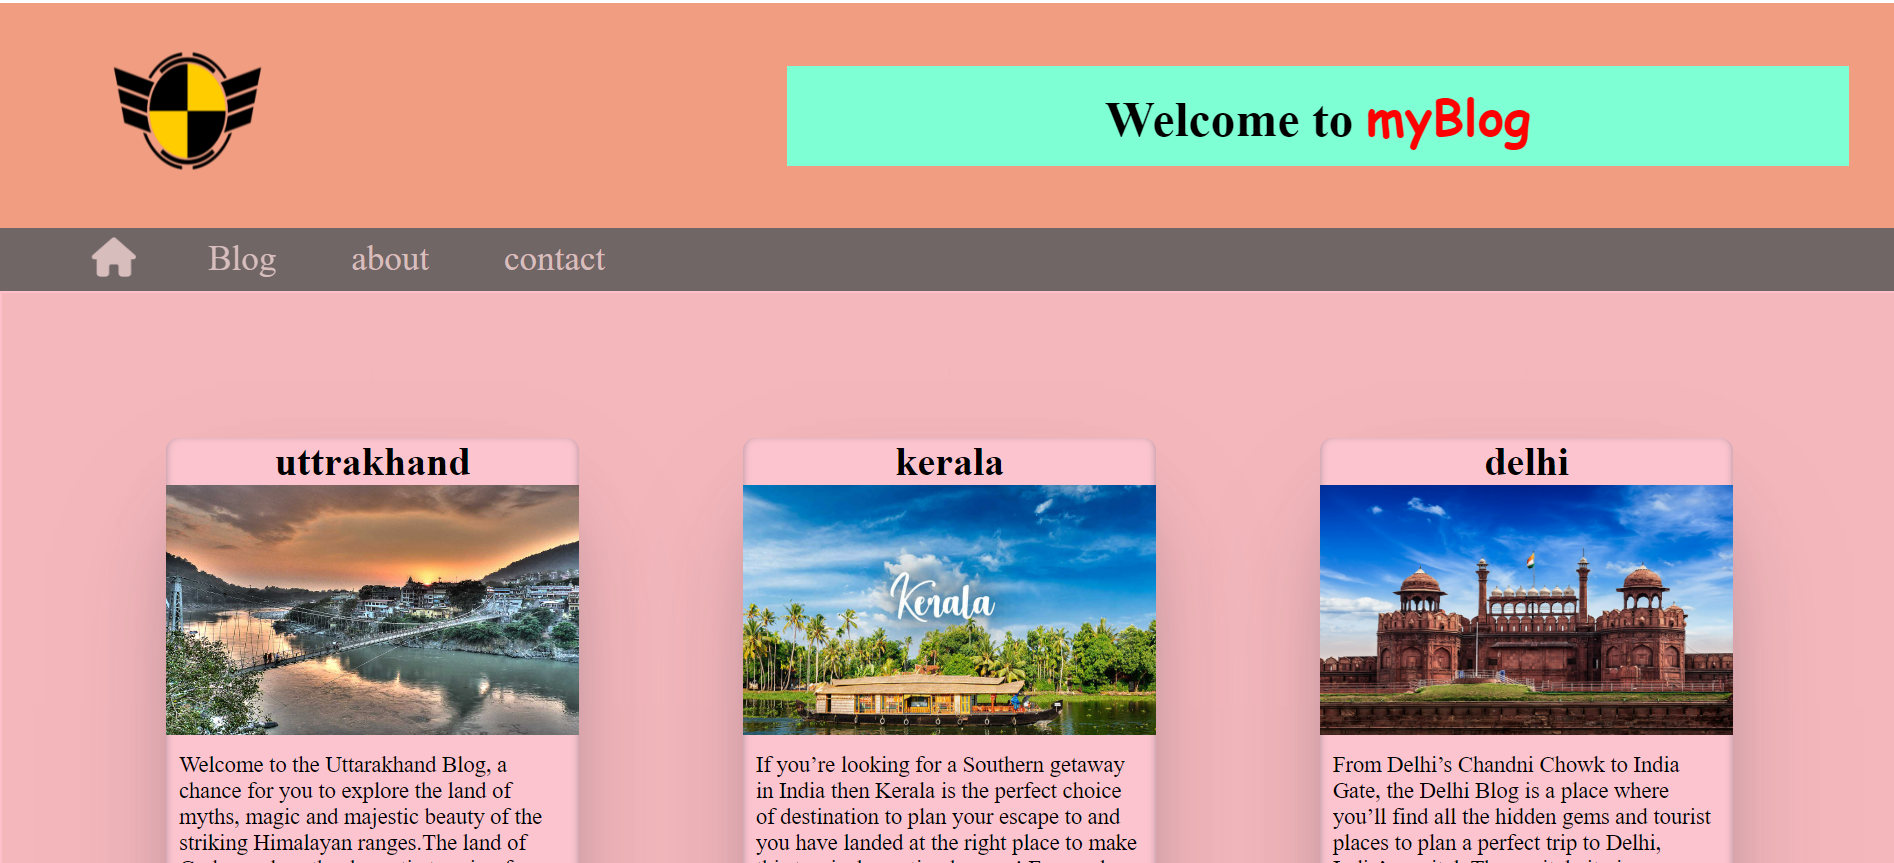 Welcome to myBlog
Blog about contact
uttrakhand
Welcome to the Uttarakhand Blog, a
chance for you to explore the land of
myths, magic and majestic beauty of the
striking Himalayan ranges.The land of
kerala
Kerala
If you’re looking for a Southern getaway
in India then Kerala is the perfect choice
of destination to plan your escape to and
you have landed at the right place to make
delhi
From Delhi’s Chandni Chowk to India
Gate, the Delhi Blog is a place where
you’ll find all the hidden gems and tourist
places to plan a perfect trip to Delhi,